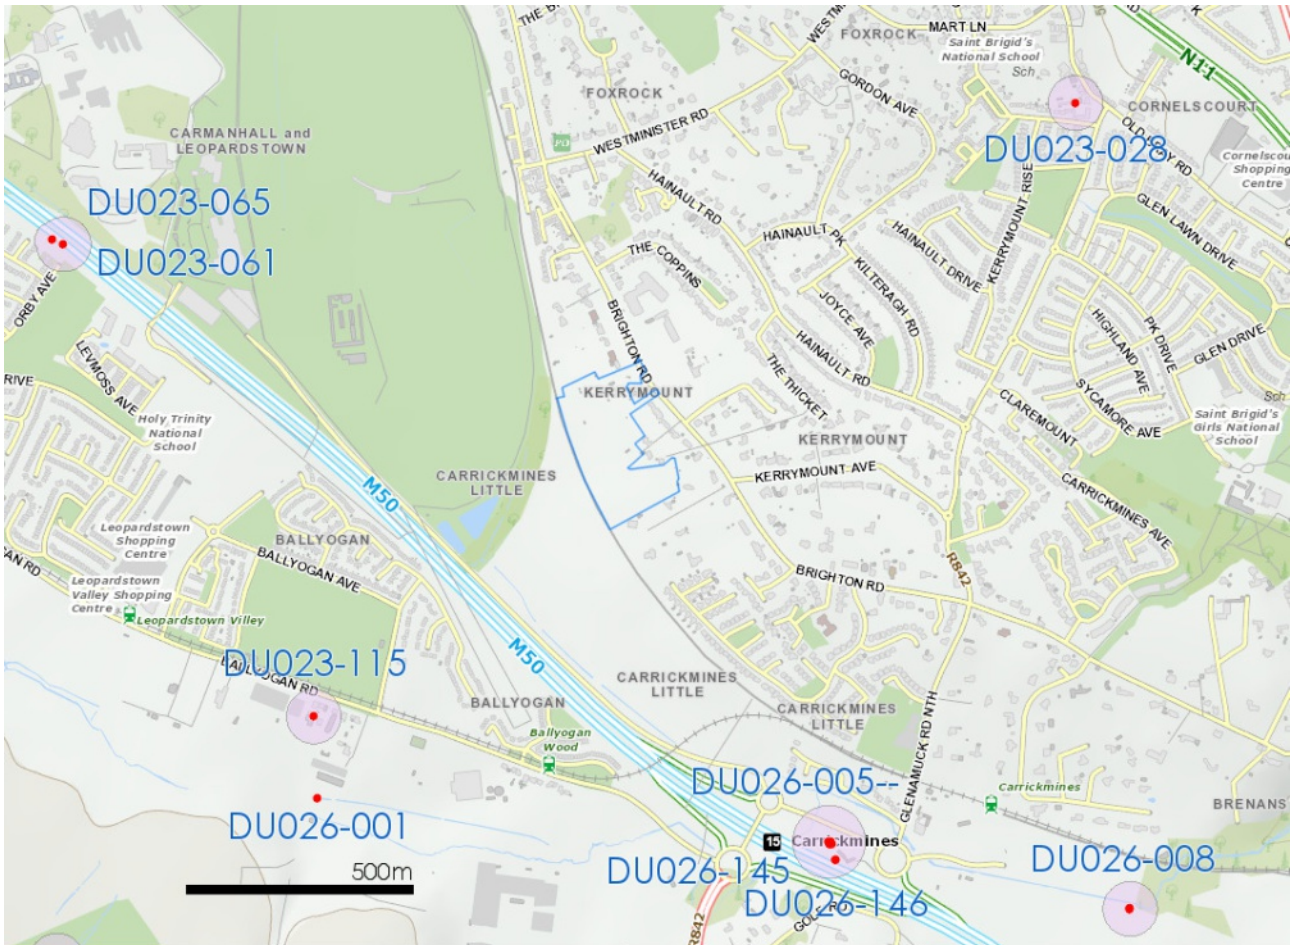 FOXROCK
MART LN
Saint Brigid's
National School
Sch
N11
GORDON AVE
FOXROCK
CORNELSCOURT
WESTMINISTER RD
CARMANHALL and
LEOPARDSTOWN
DU023-028
Shopping
Centre
HAINAULT RD
KERRYMOUNT RISE
DU023-065
GLEN LAWN DRIVE
HAINAULT PK
HAINAULT DRIVE
THE COPPINS
DU023-061
KILTERAGH RD
ORBY AVE
JOYCE AVE
BRIGHTON RD
HIGHLAND AVE
PK DRIVE
GLEN DRIVE
HAINAULT RD
LEVMOSS AVE
THE THICKET
RIVE
KERRYMOUNT
SYCAMORE AVE
Sch
CLAREMOUNT
Holy Trinity
National
School
Saint Brigid's
Girls National
School
KERRYMOUNT
KERRYMOUNT AVE
CARRICKMINES
LITTLE
M50
CARRICKMINES AVE
Leopardstown
Shopping
Centre
BALLYOGAN
BALLYOGAN AVE
R842
BRIGHTON RD
Leopardstown
Valley Shopping
Centre
Leopardstown Villey
M50
DU023-115
BALLYOGAN RD
CARRICKMINES
LITTLE
BALLYOGAN
CARRICKMINES
LITTLE
GLENAMUCK RD NTH
Ballyogan
Wood
DU026-005--
Carrickmines
BRENANS
DU026-001
15
Carrickmines
500m
DU026-145
DU026-008
DU026-146
GOLF RD
R842